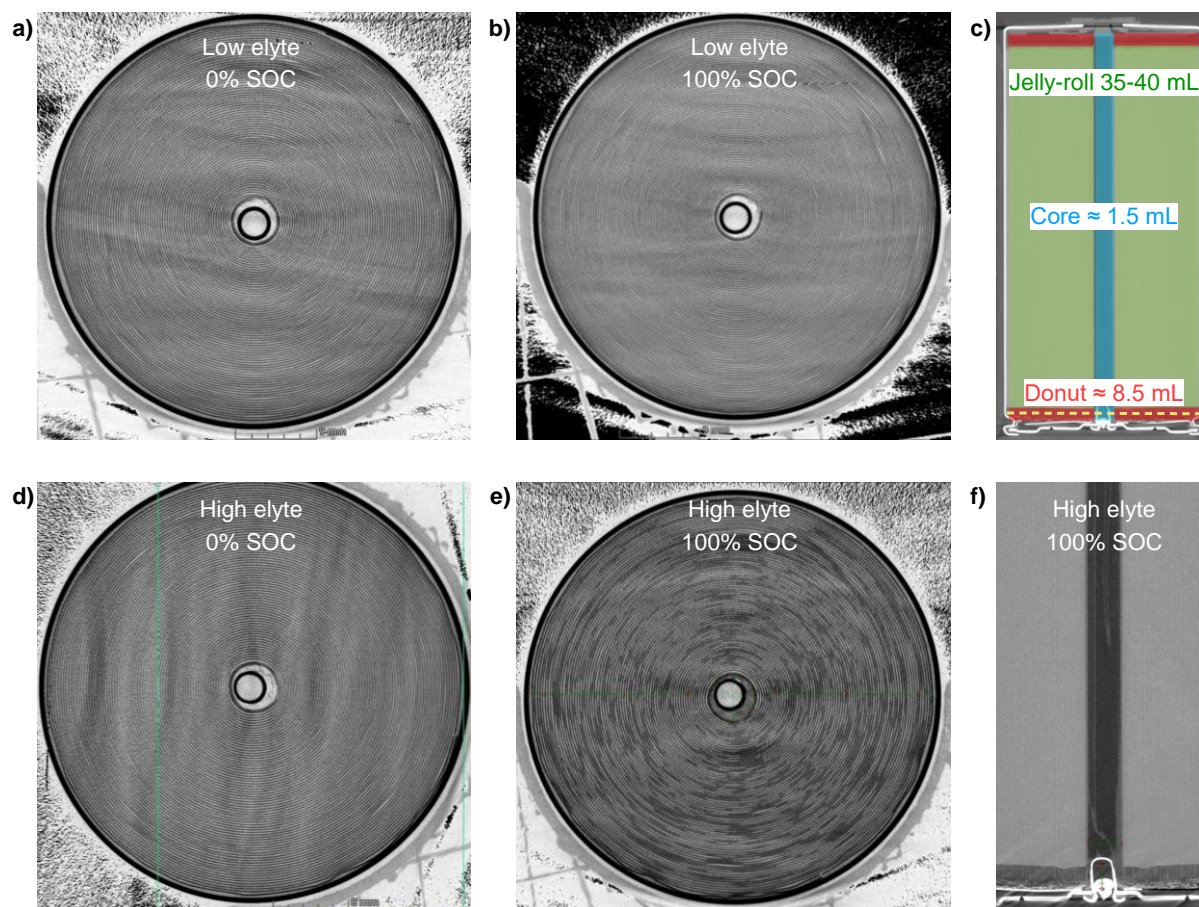 a)
Low elyte
0% SOC
b)
Low elyte
100% SOC
c)
Jelly-roll 35-40 mL
Core ≈ 1.5 mL
Donut ≈ 8.5 mL
d)
High elyte
0% SOC
e)
High elyte
100% SOC
f)
High elyte
100% SOC